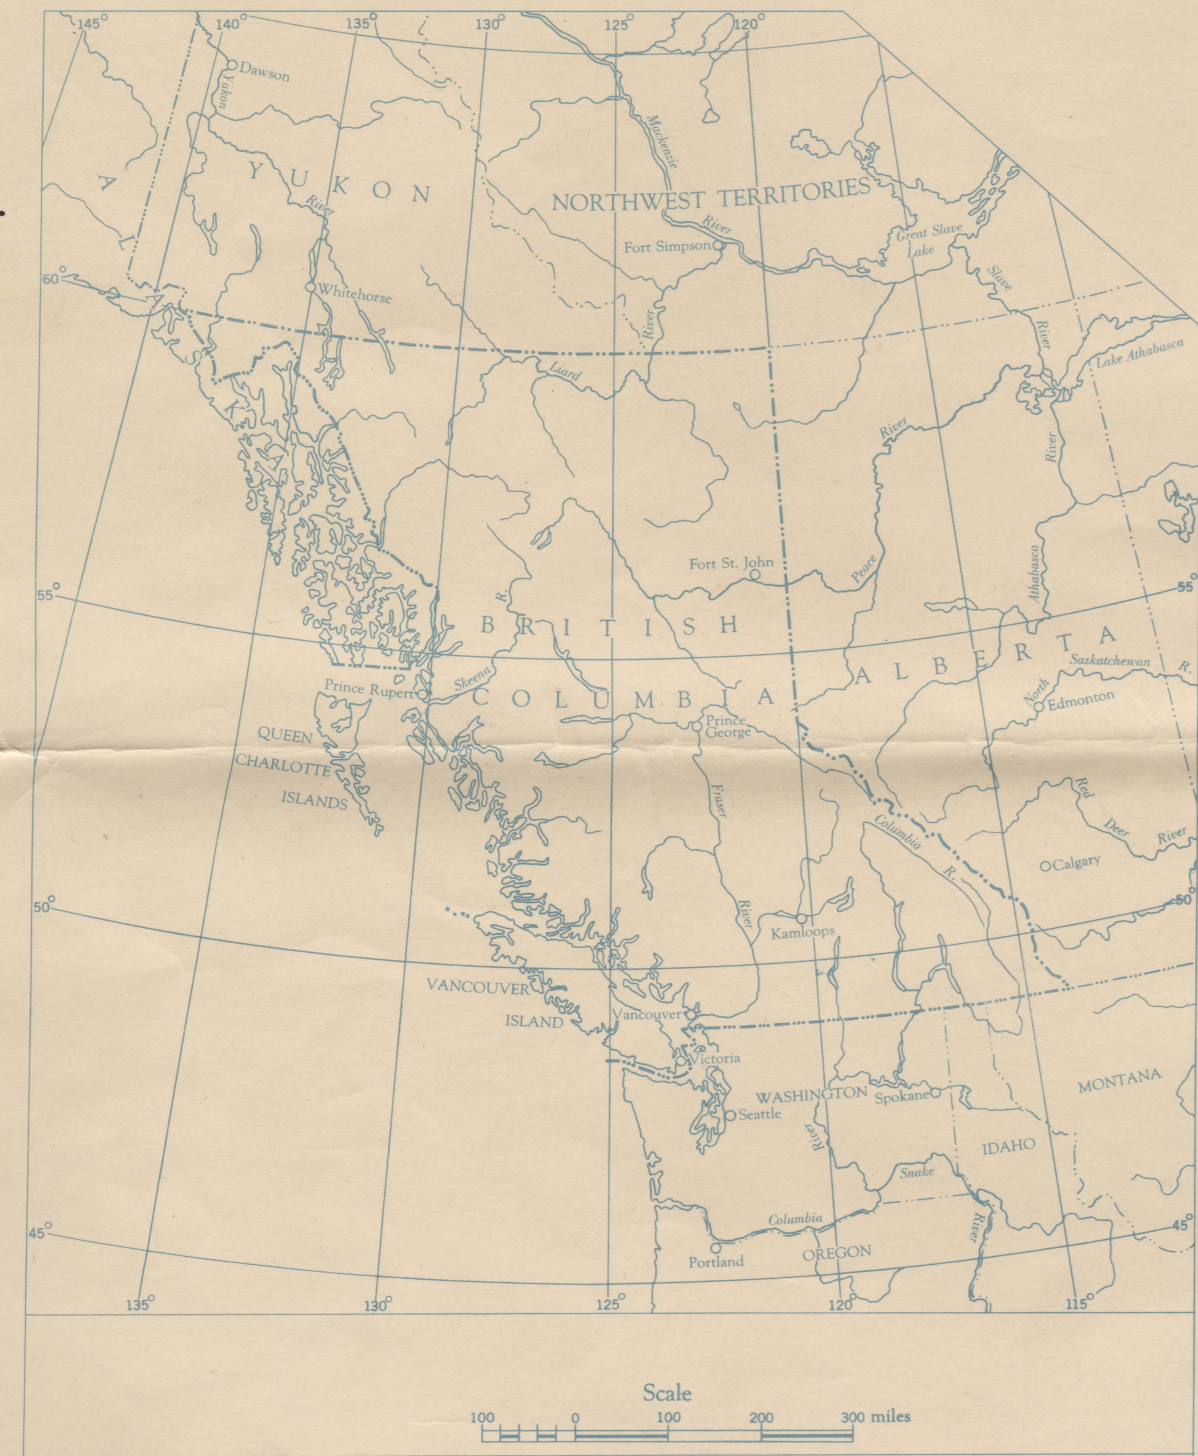 145° 140° 135° 130° 125° 120°
Dawson
Yukon
Mackenzie
YUKON
River
NORTHWEST TERRITORIES
River
Fort Simpson
Great Slave
Lake
ALASKA
60°
Whitehorse
Slave
River
River
Lake Athabasca
Liard
River
River
Fort St. John
Peace
Athabasca
55°
55°
R.
BRITISH
ALBERTA
Saskatchewan R.
Skeena
Prince Rupert
COLUMBIA
North
Edmonton
Prince
George
QUEEN
CHARLOTTE
ISLANDS
Fraser
Red
Deer
River
Columbia
R.
Calgary
50°
50°
River
Kamloops
VANCOUVER
ISLAND
Vancouver
Victoria
MONTANA
WASHINGTON
Spokane
Seattle
River
IDAHO
Snake
Columbia
River
45°
45°
OREGON
Portland
135° 130° 125° 120° 115°
Scale
100 0 100 200 300 miles